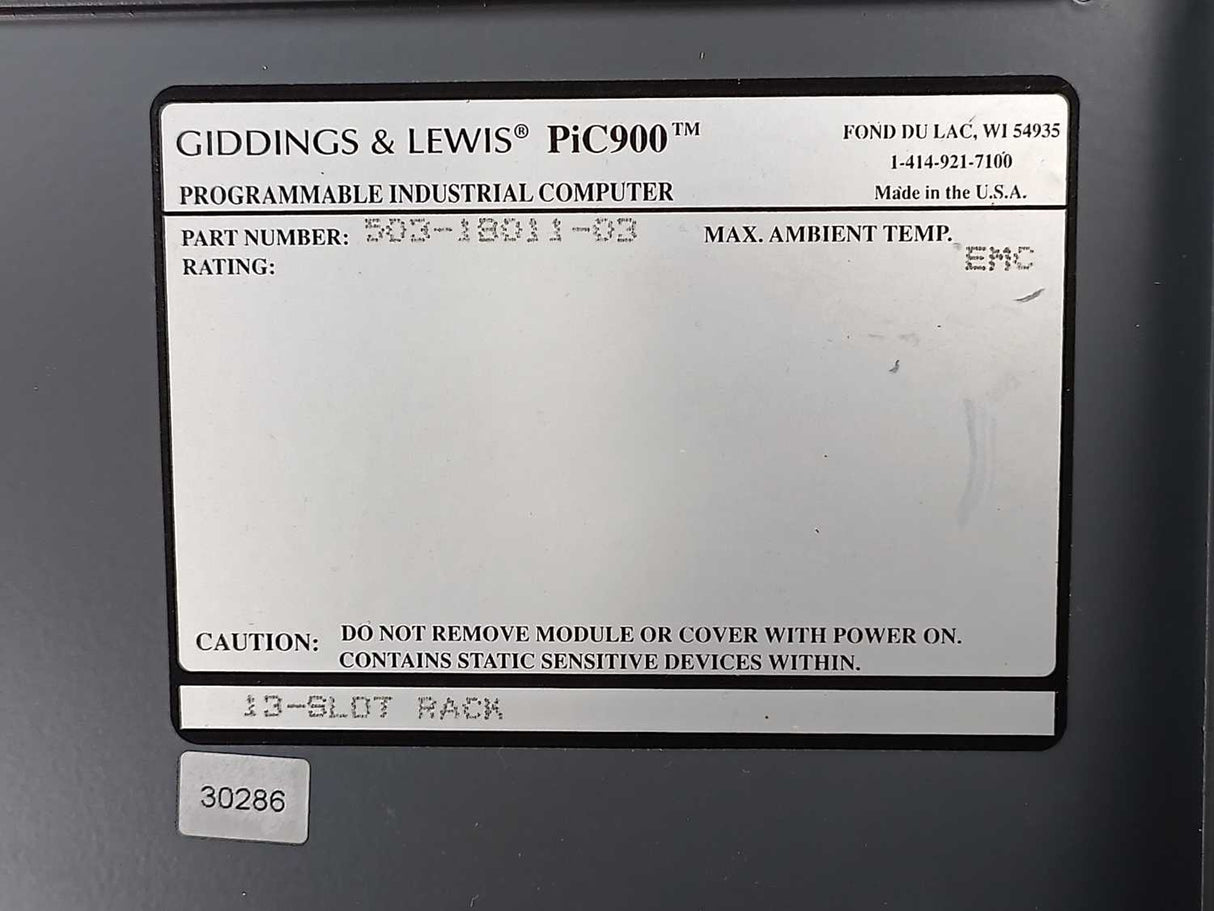 GIDDINGS & LEWIS® PiC900™
PROGRAMMABLE INDUSTRIAL COMPUTER
FOND DU LAC, WI 54935
1-414-921-7100
Made in the U.S.A.
PART NUMBER: 503-18011-03
RATING:
MAX. AMBIENT TEMP.
EMC
CAUTION: DO NOT REMOVE MODULE OR COVER WITH POWER ON.
CONTAINS STATIC SENSITIVE DEVICES WITHIN.
13-SLOT RACK
30286